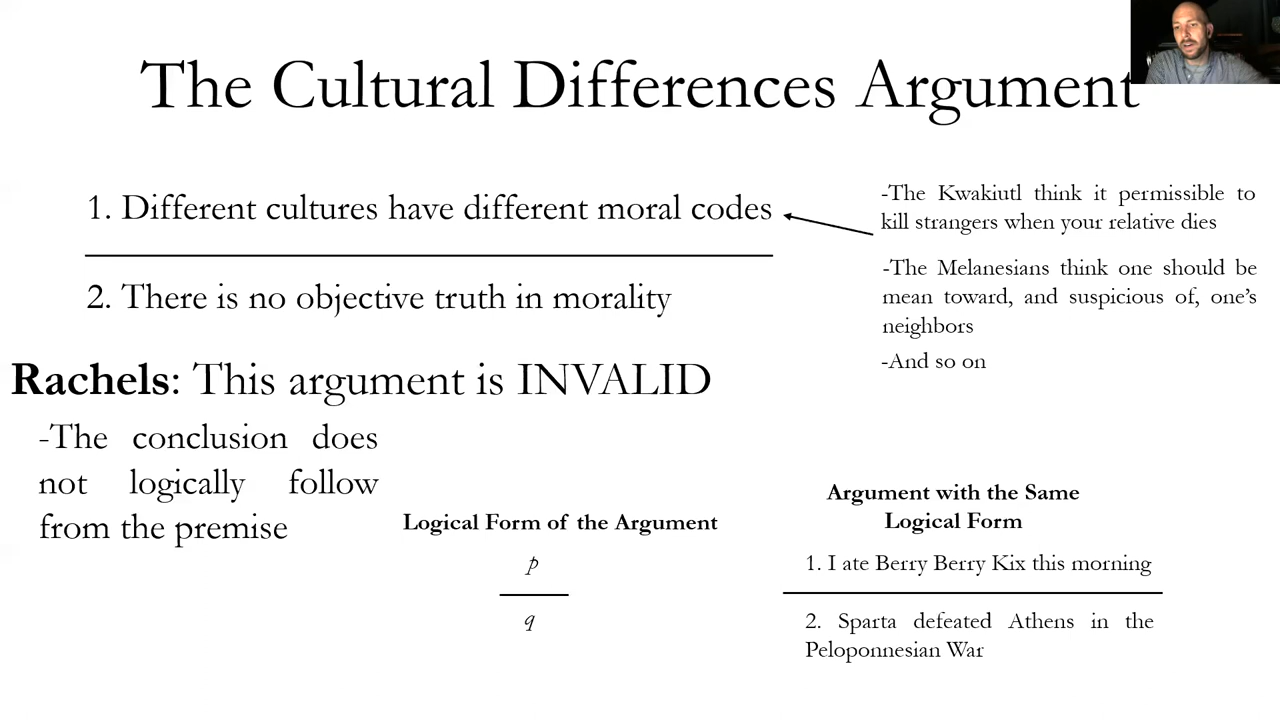 The Cultural Differences Argument
1. Different cultures have different moral codes
2. There is no objective truth in morality
-The Kwakiutl think it permissible to
kill strangers when your relative dies
-The Melanesians think one should be
mean toward, and suspicious of, one's
neighbors
-And so on
Rachels: This argument is INVALID
-The conclusion does
not logically follow
from the premise
Logical Form of the Argument
p
q
Argument with the Same
Logical Form
1. I ate Berry Berry Kix this morning
2. Sparta defeated Athens in the
Peloponnesian War